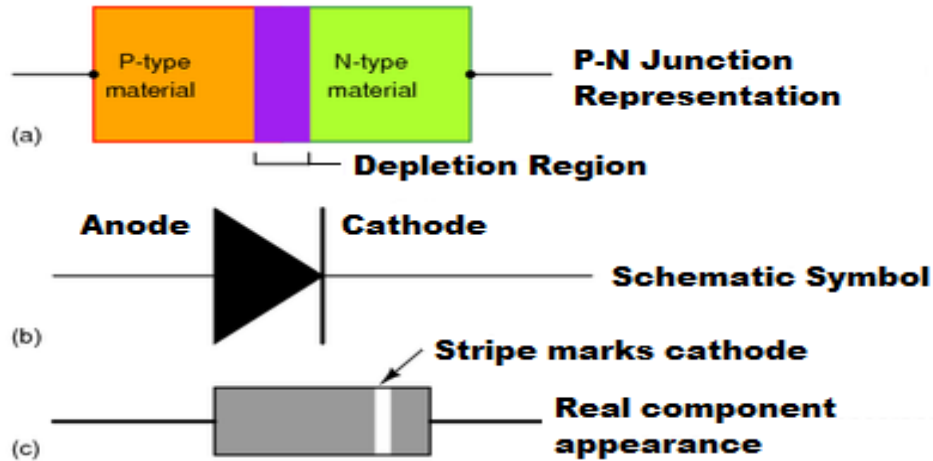 P-type
material
N-type
material
P-N Junction
Representation
(a)
Depletion Region
Anode
Cathode
Schematic Symbol
(b)
Stripe marks cathode
Real component
appearance
(c)